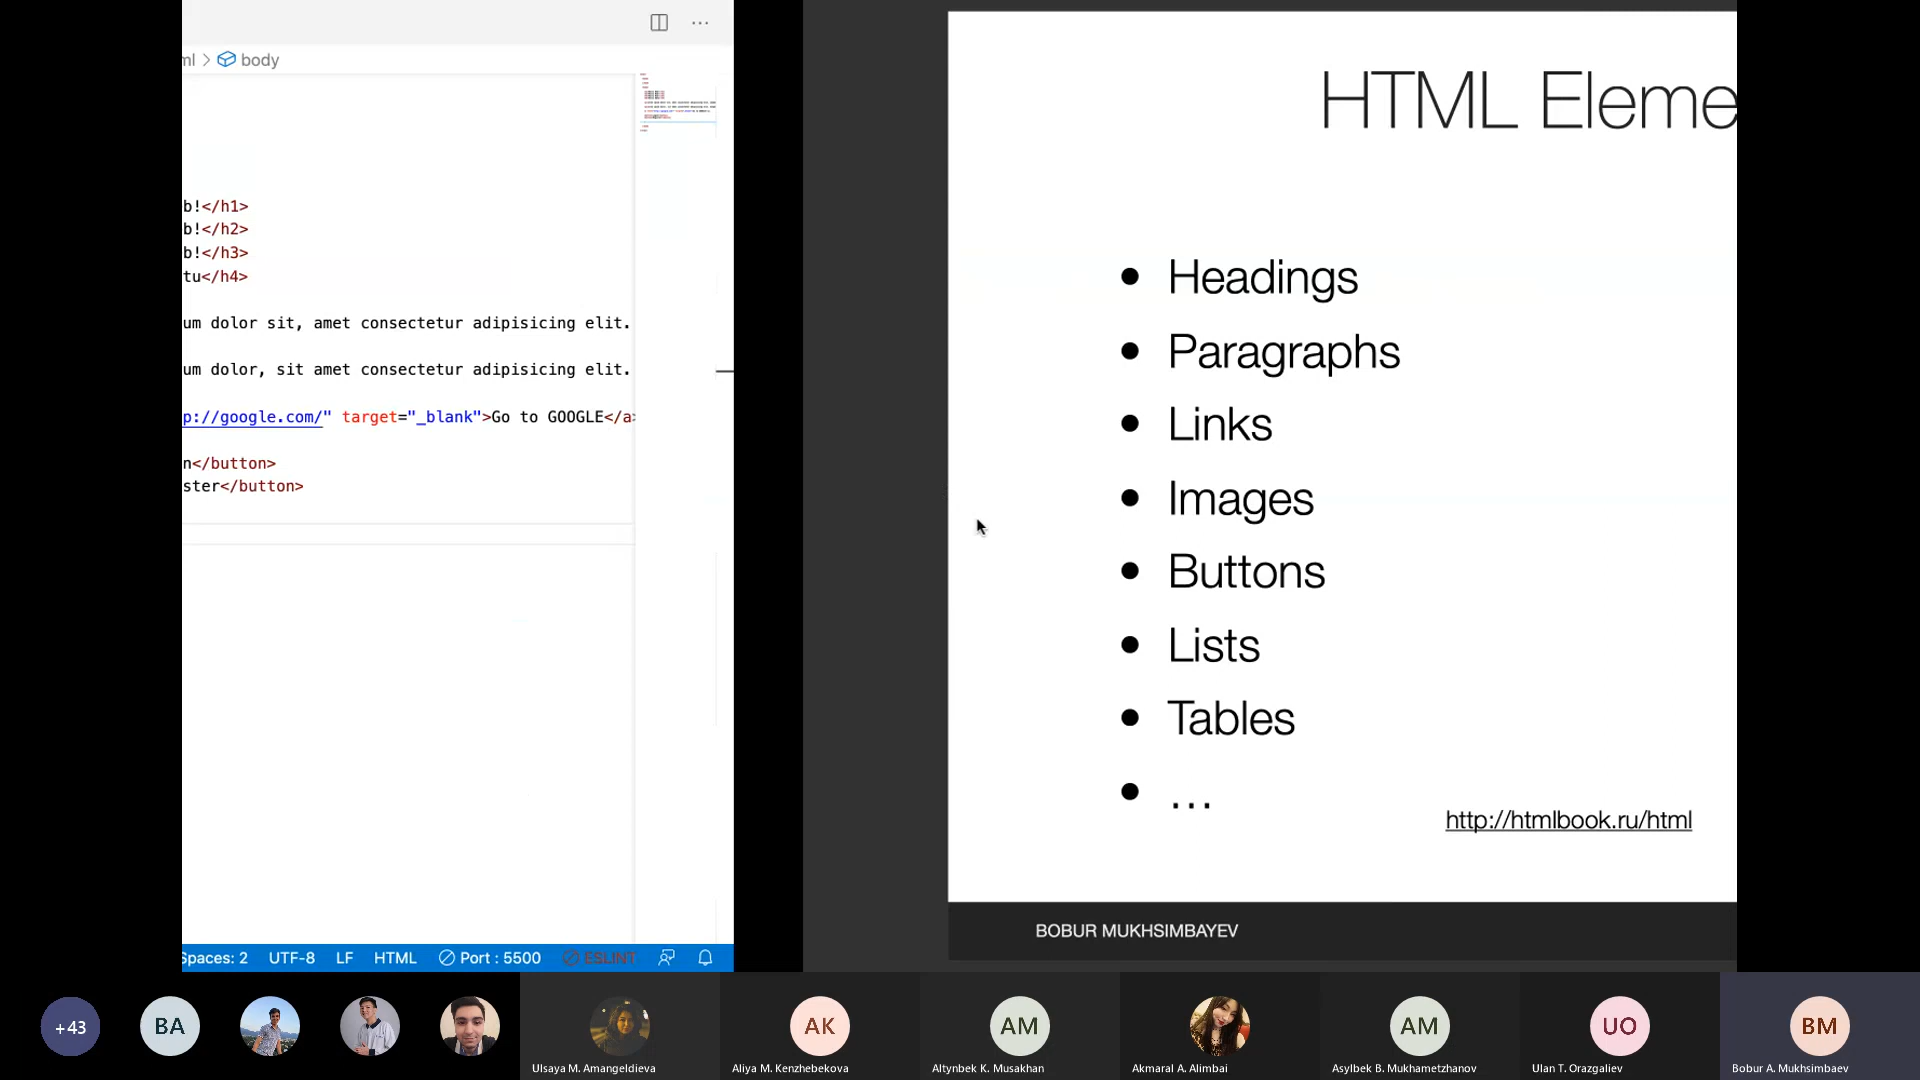 ml > body
b!</h1>
b!</h2>
b!</h3>
tu</h4>
um dolor sit, amet consectetur adipisicing elit.
um dolor, sit amet consectetur adipisicing elit.
p://google.com/" target="_blank">Go to GOOGLE</a>
n</button>
ster</button>
Spaces: 2 UTF-8 LF HTML Port : 5500 ESLINT
HTML Eleme
• Headings
• Paragraphs
• Links
• Images
• Buttons
• Lists
• Tables
• ...
http://htmlbook.ru/html
BOBUR MUKHSIMBAYEV
+43
BA
Ulsaya M. Amangeldieva
AK
Aliya M. Kenzhebekova
AM
Altynbek K. Musakhan
Akmaral A. Alimbai
AM
Asylbek B. Mukhametzhanov
UO
Ulan T. Orazgaliev
BM
Bobur A. Mukhsimbaev